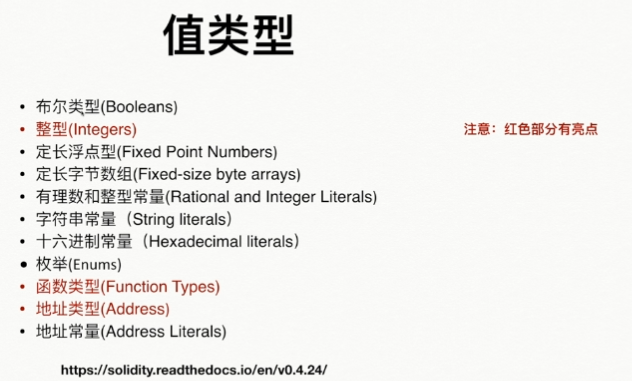 值类型
• 布尔类型(Booleans)
• 整型(Integers)
注意：红色部分有亮点
• 定长浮点型(Fixed Point Numbers)
• 定长字节数组(Fixed-size byte arrays)
• 有理数和整型常量(Rational and Integer Literals)
• 字符串常量（String literals）
• 十六进制常量（Hexadecimal literals）
• 枚举(Enums)
• 函数类型(Function Types)
• 地址类型(Address)
• 地址常量(Address Literals)
https://solidity.readthedocs.io/en/v0.4.24/